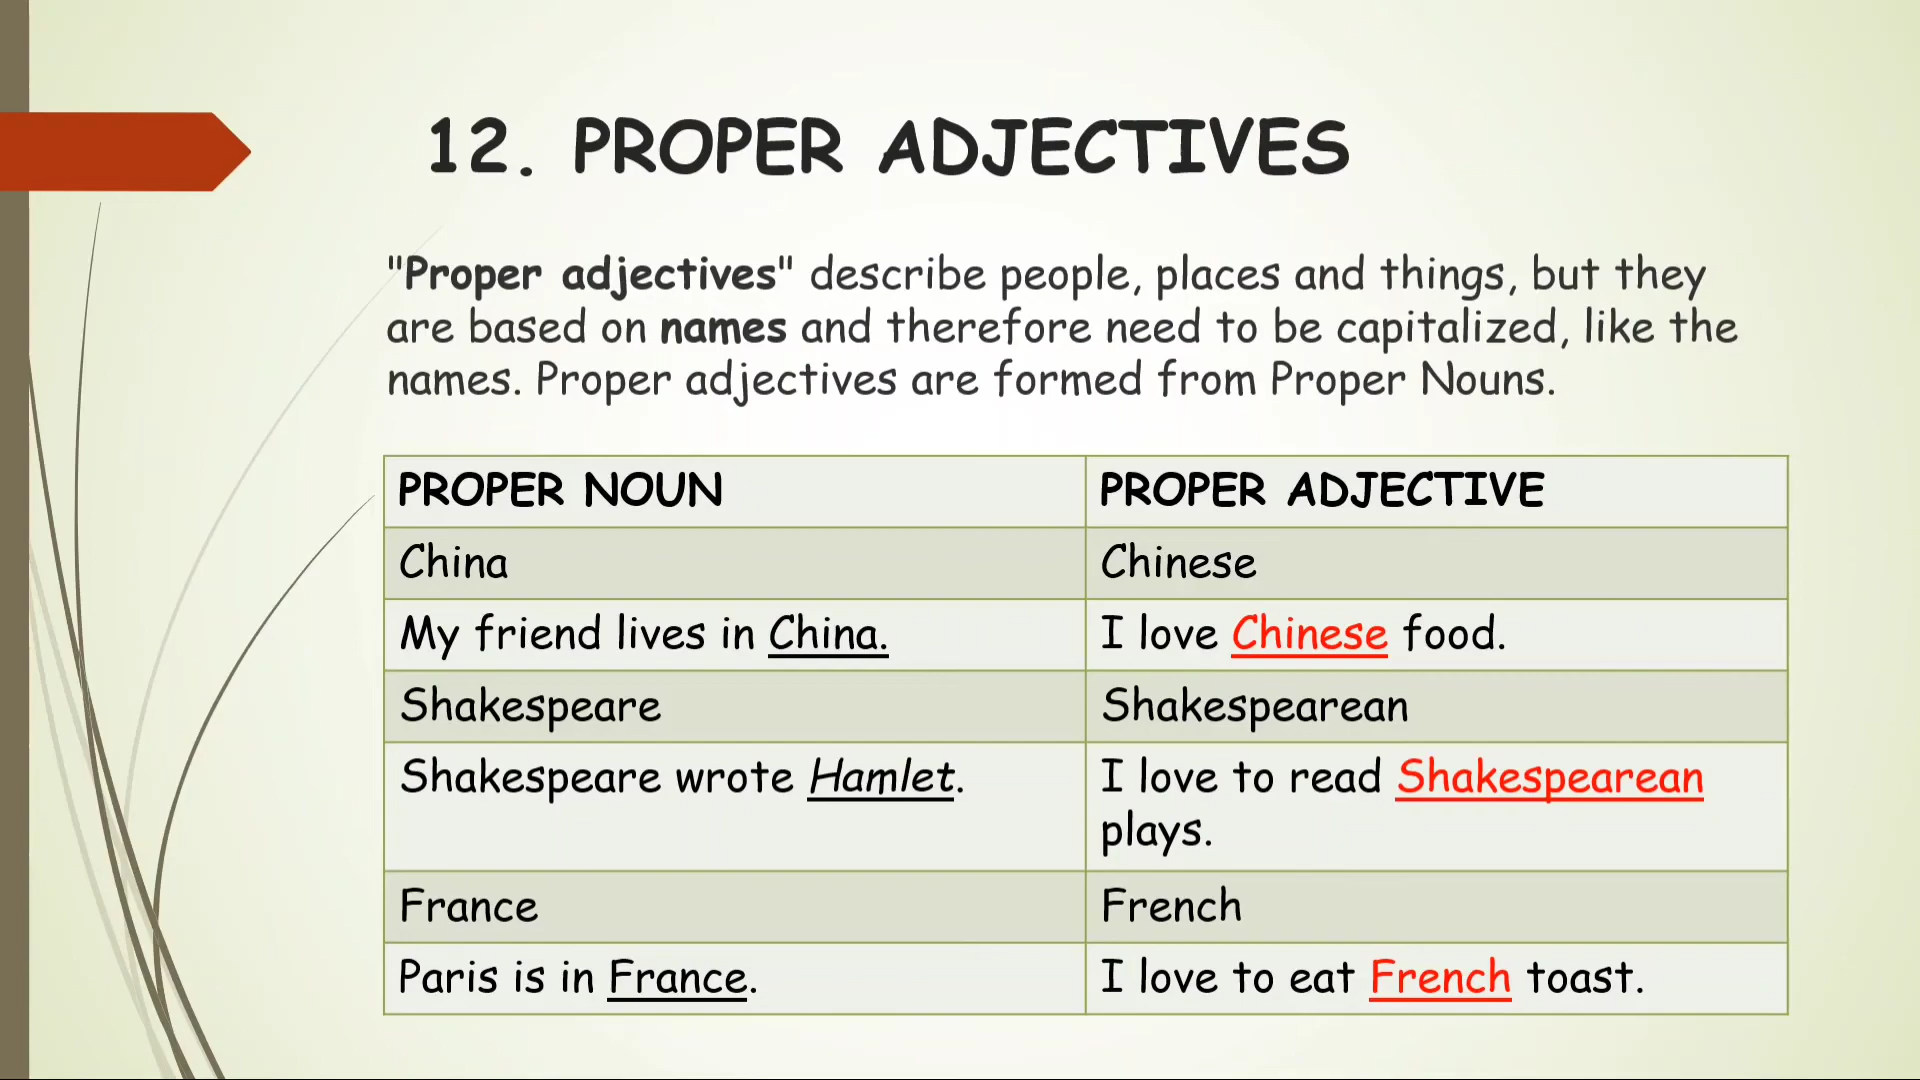 12. PROPER ADJECTIVES
"Proper adjectives" describe people, places and things, but they
are based on names and therefore need to be capitalized, like the
names. Proper adjectives are formed from Proper Nouns.
PROPER NOUN PROPER ADJECTIVE
China Chinese
My friend lives in China. I love Chinese food.
Shakespeare Shakespearean
Shakespeare wrote Hamlet. I love to read Shakespearean
plays.
France French
Paris is in France. I love to eat French toast.